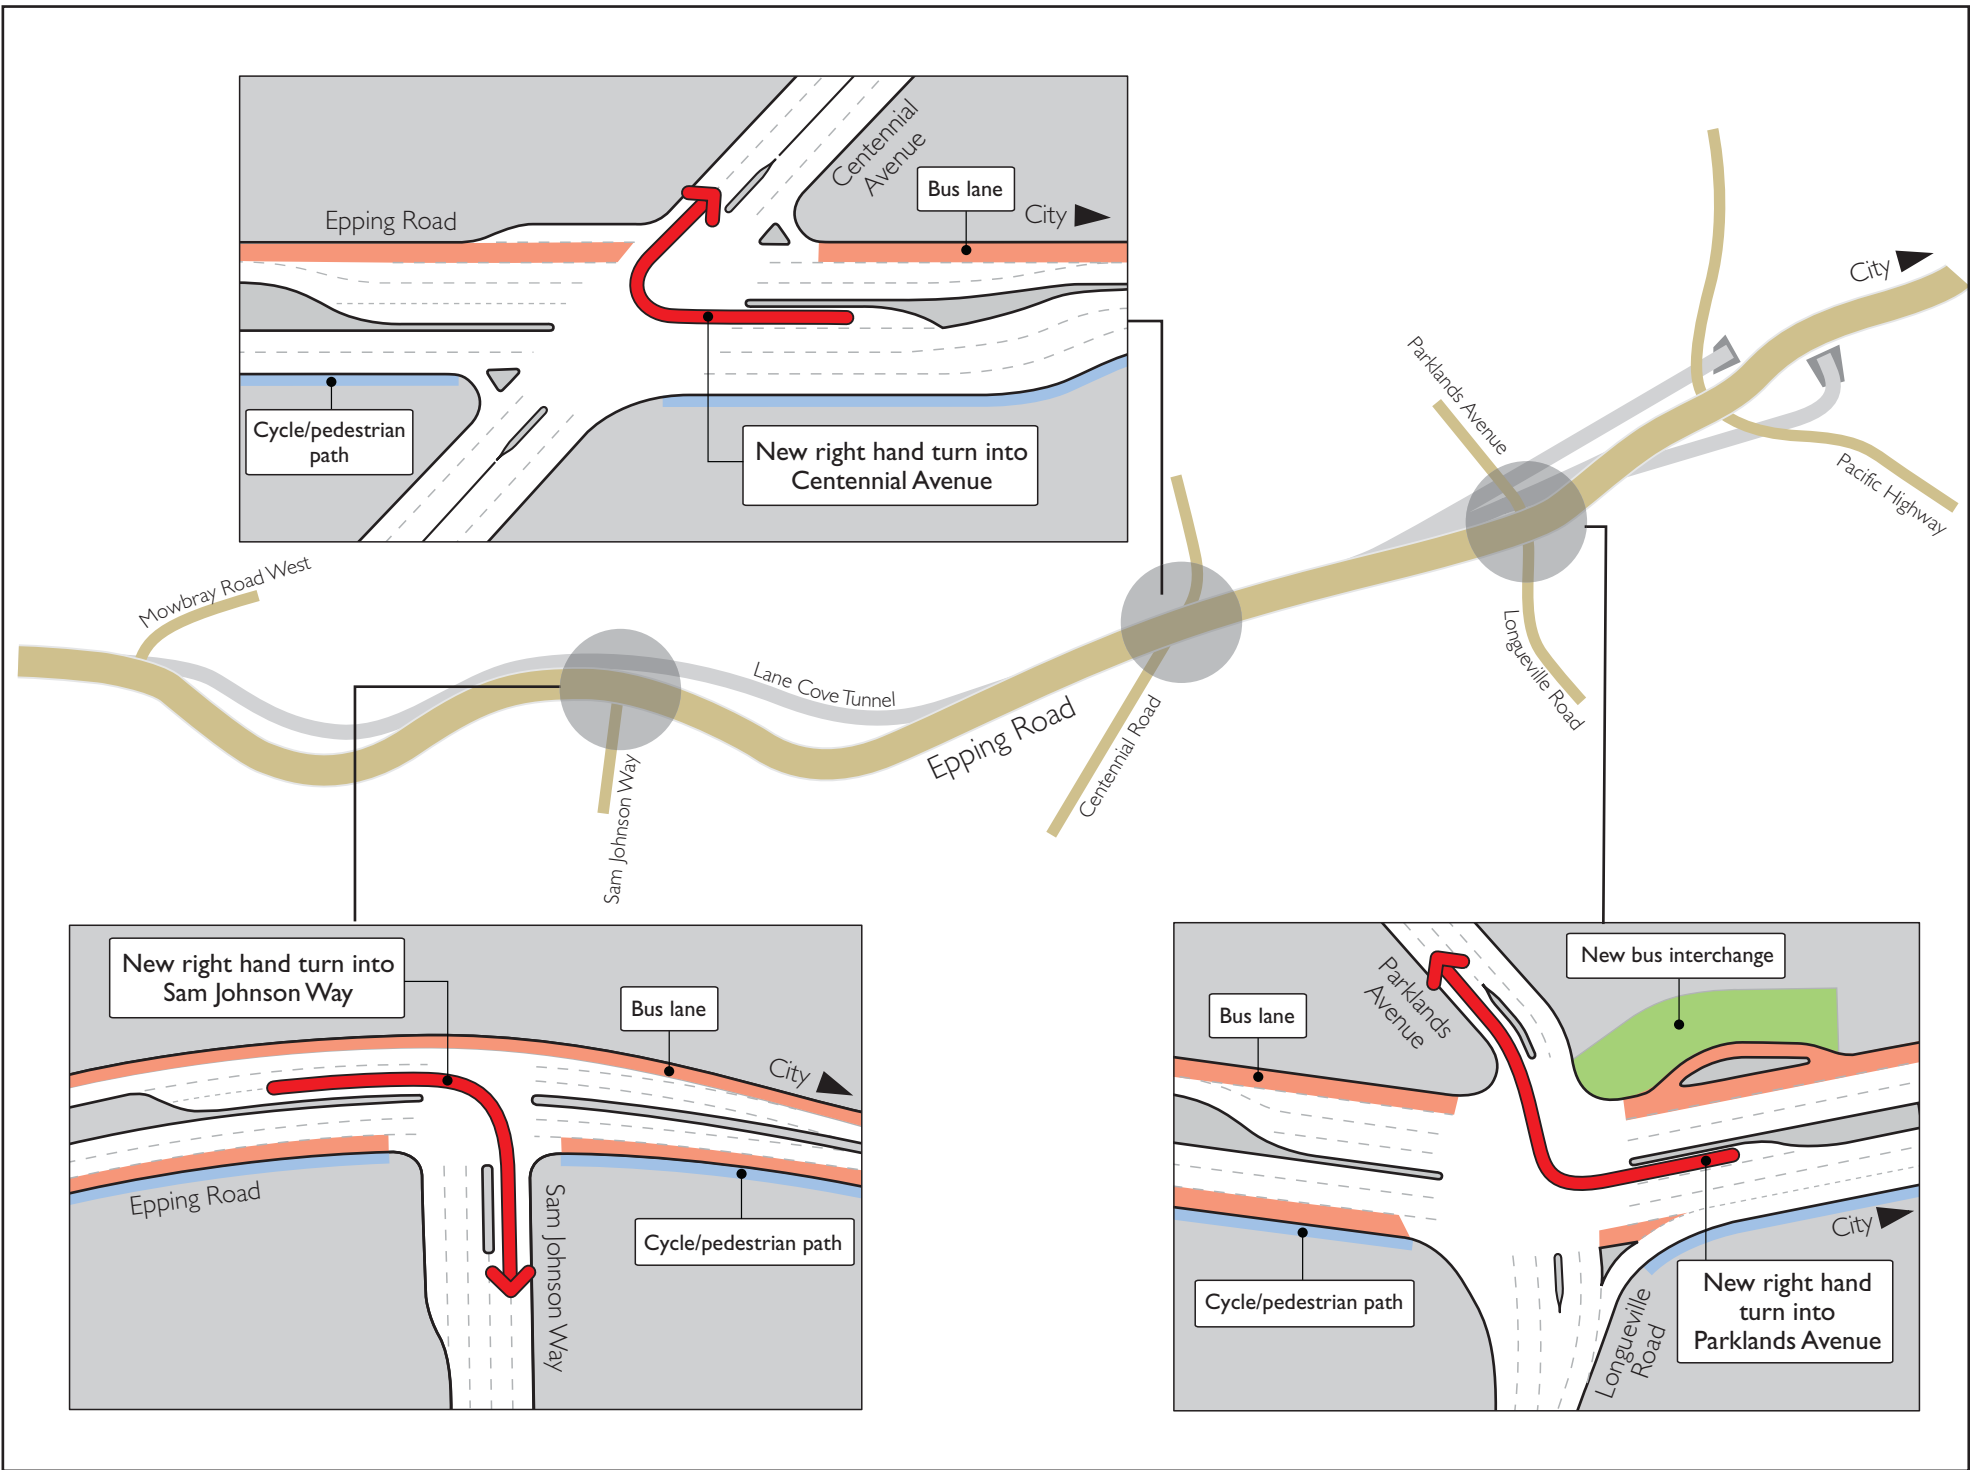 Centennial
Avenue
Bus lane
Epping Road
City
Cycle/pedestrian
path
New right hand turn into
Centennial Avenue
City
Parklands Avenue
Pacific Highway
Mowbray Road West
Lane Cove Tunnel
Longueville Road
Epping Road
Centennial Road
Sam Johnson Way
New right hand turn into
Sam Johnson Way
Bus lane
City
Epping Road
Sam Johnson Way
Cycle/pedestrian path
New bus interchange
Parklands
Avenue
Bus lane
City
Cycle/pedestrian path
Longueville
Road
New right hand
turn into
Parklands Avenue